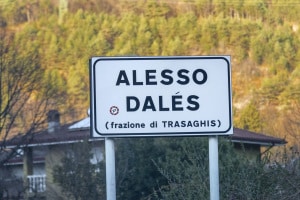 ALESSO
DALÉS
(frazione di TRASAGHIS)